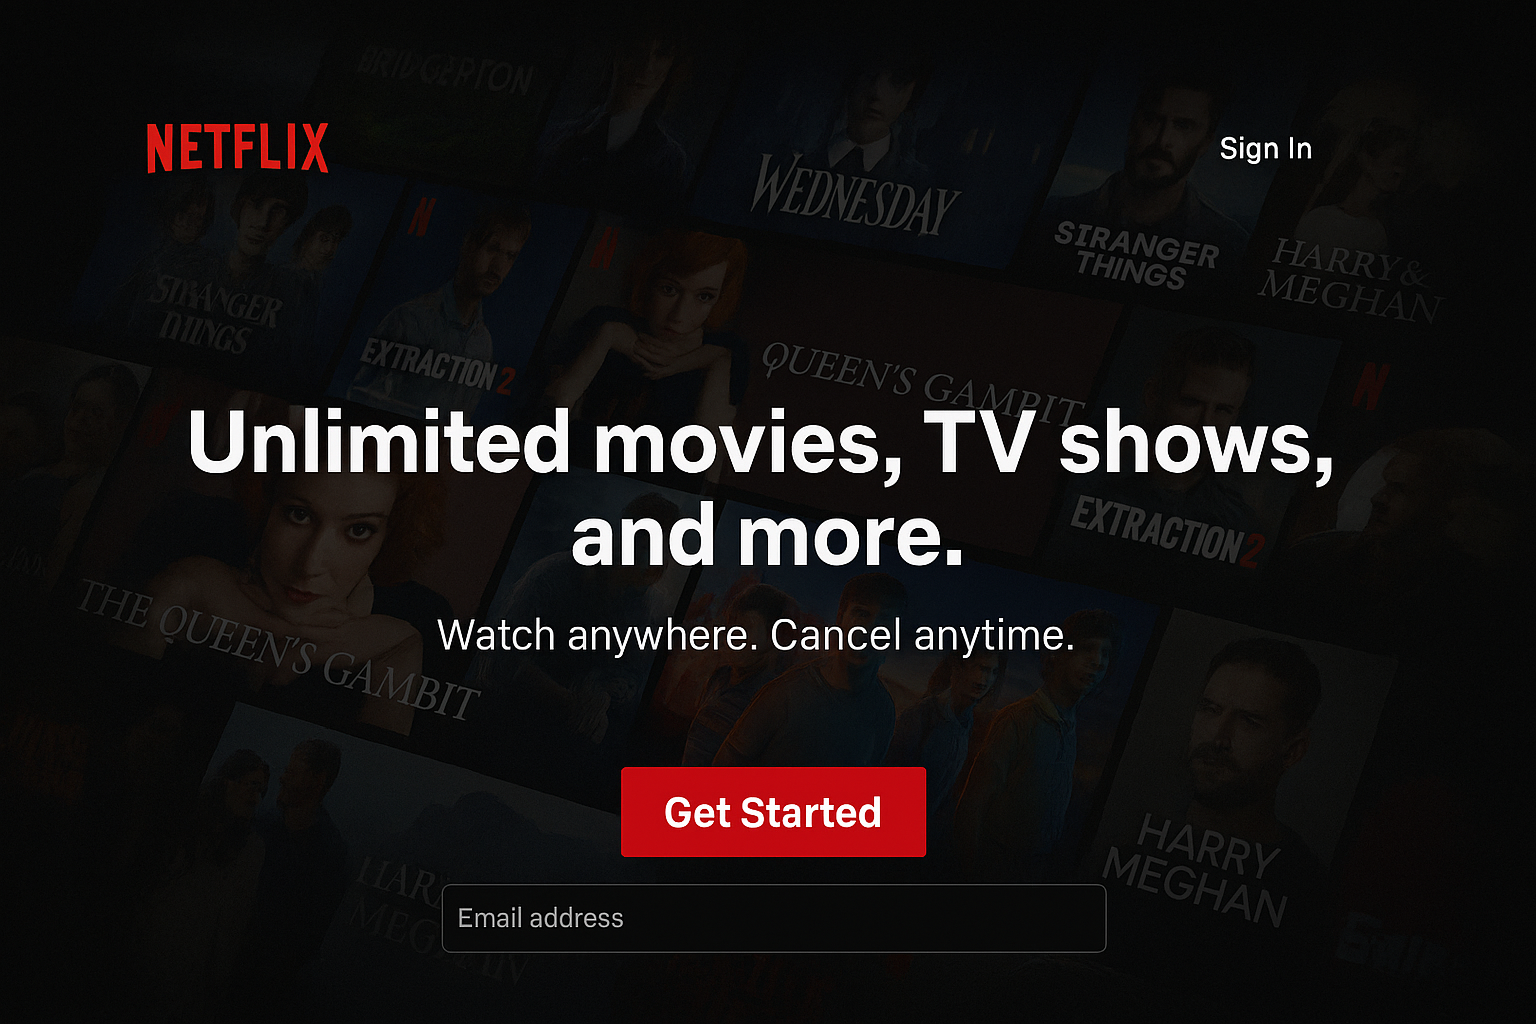 BRIDGERTON
NETFLIX
Sign In
WEDNESDAY
STRANGER
THINGS
HARRY &
MEGHAN
N
N
STRANGER
THINGS
EXTRACTION 2
QUEEN'S GAMBIT
N
Unlimited movies, TV shows,
and more.
EXTRACTION 2
THE QUEEN'S GAMBIT
Watch anywhere. Cancel anytime.
Get Started
HARRY
MEGHAN
Email address